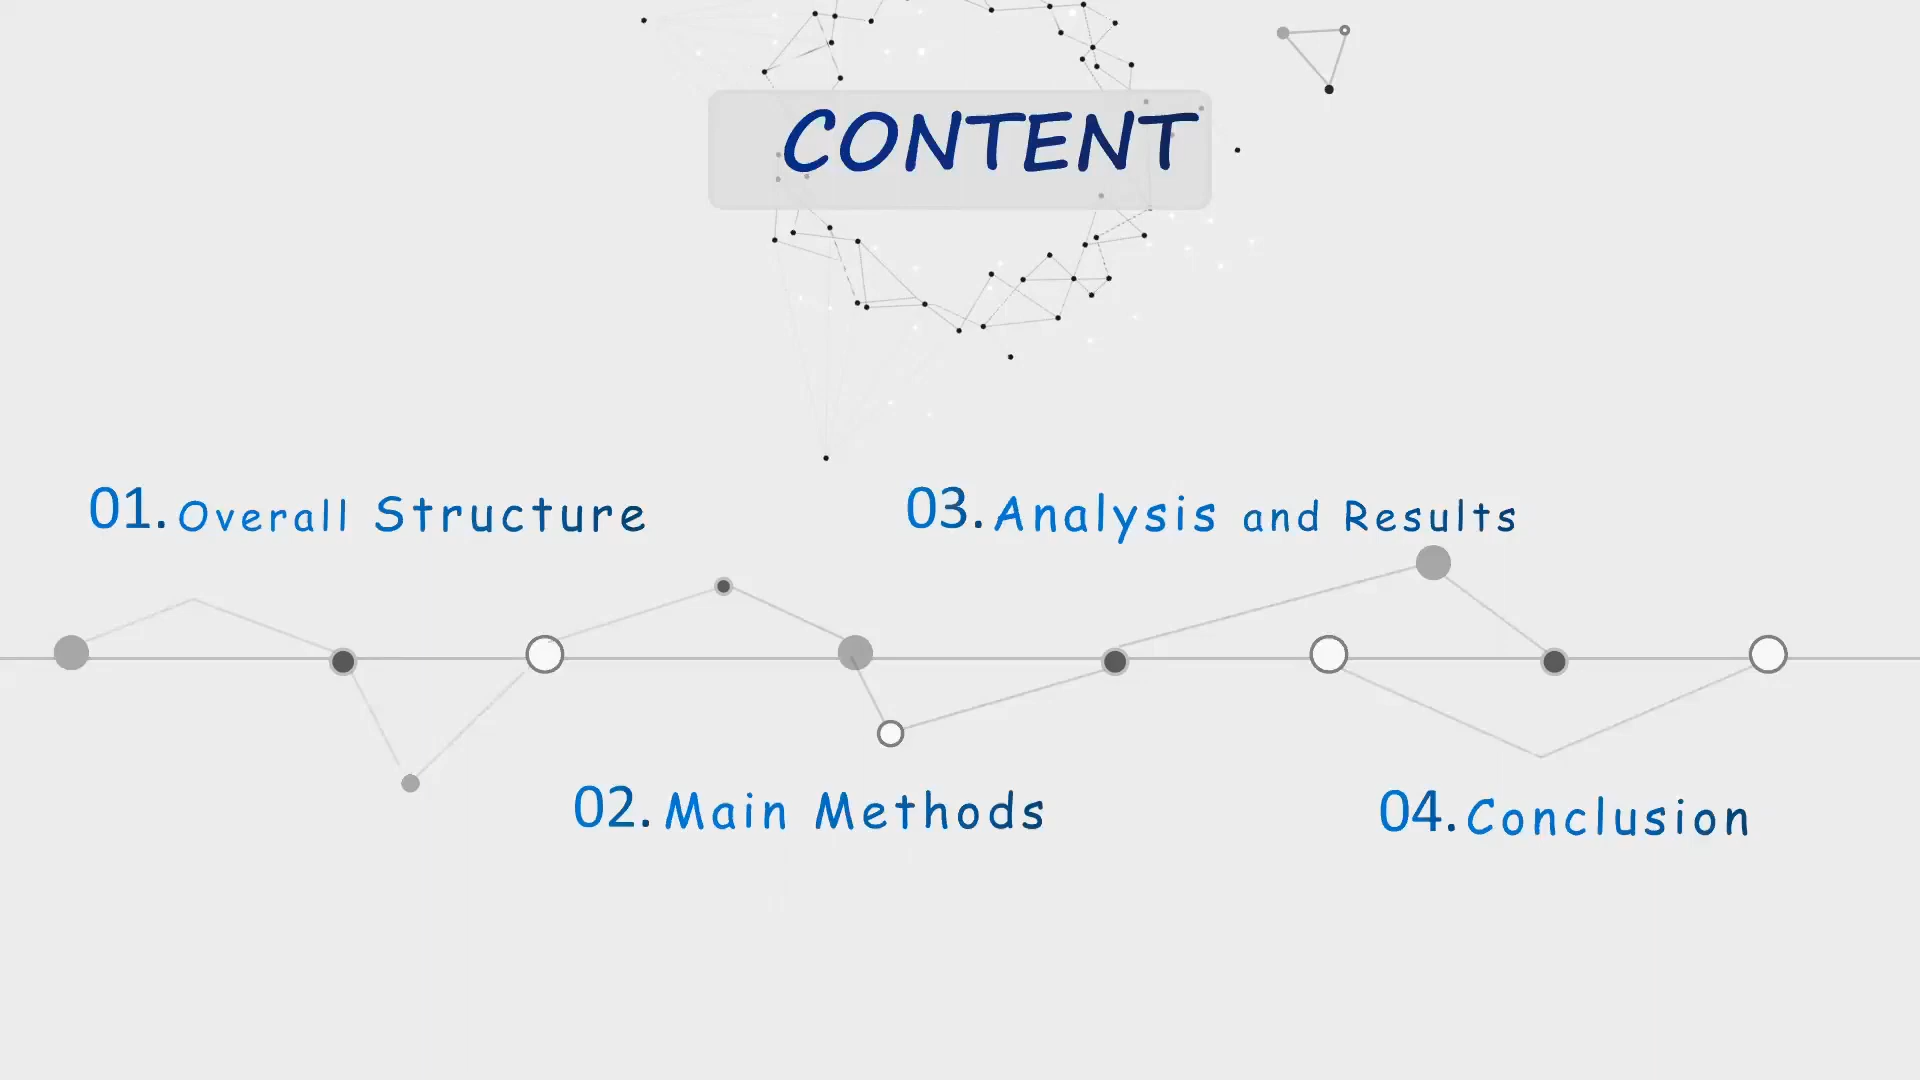 CONTENT
01. Overall Structure
02. Main Methods
03. Analysis and Results
04. Conclusion